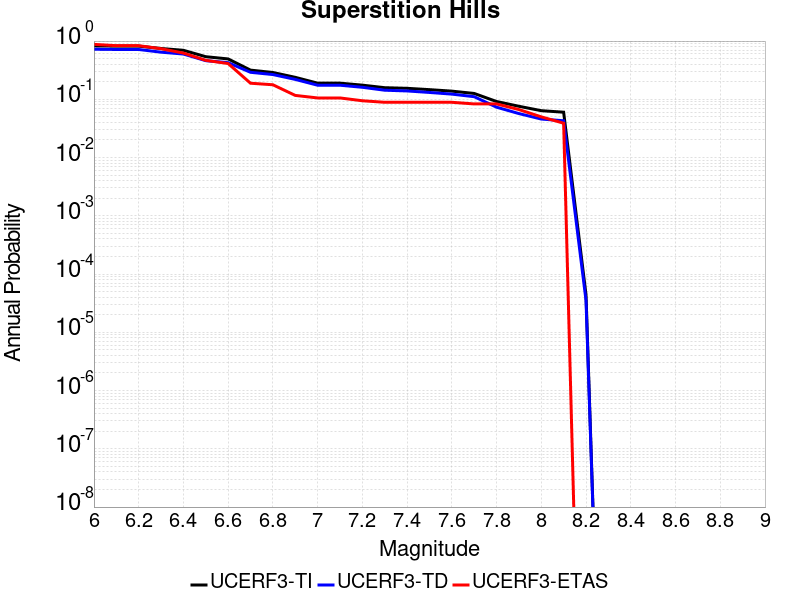 Superstition Hills
10^0
10^-1
10^-2
10^-3
10^-4
10^-5
10^-6
10^-7
10^-8
Annual Probability
6 6.2 6.4 6.6 6.8 7 7.2 7.4 7.6 7.8 8 8.2 8.4 8.6 8.8 9
Magnitude
UCERF3-TI UCERF3-TD UCERF3-ETAS